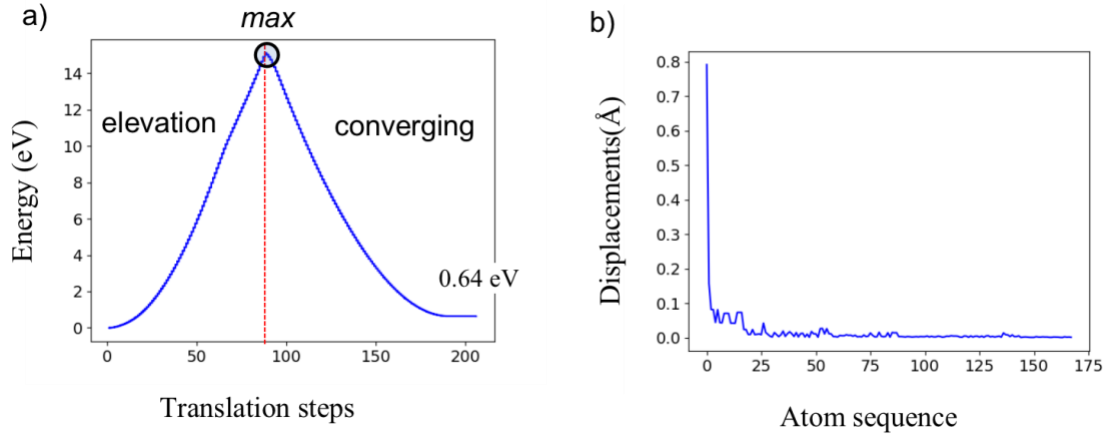 a)
max
14
12
10
8
6
4
2
0
elevation
converging
0.64 eV
Energy (eV)
0 50 100 150 200
Translation steps
b)
0.8
0.7
0.6
0.5
0.4
0.3
0.2
0.1
0.0
Displacements(Å)
0 25 50 75 100 125 150 175
Atom sequence